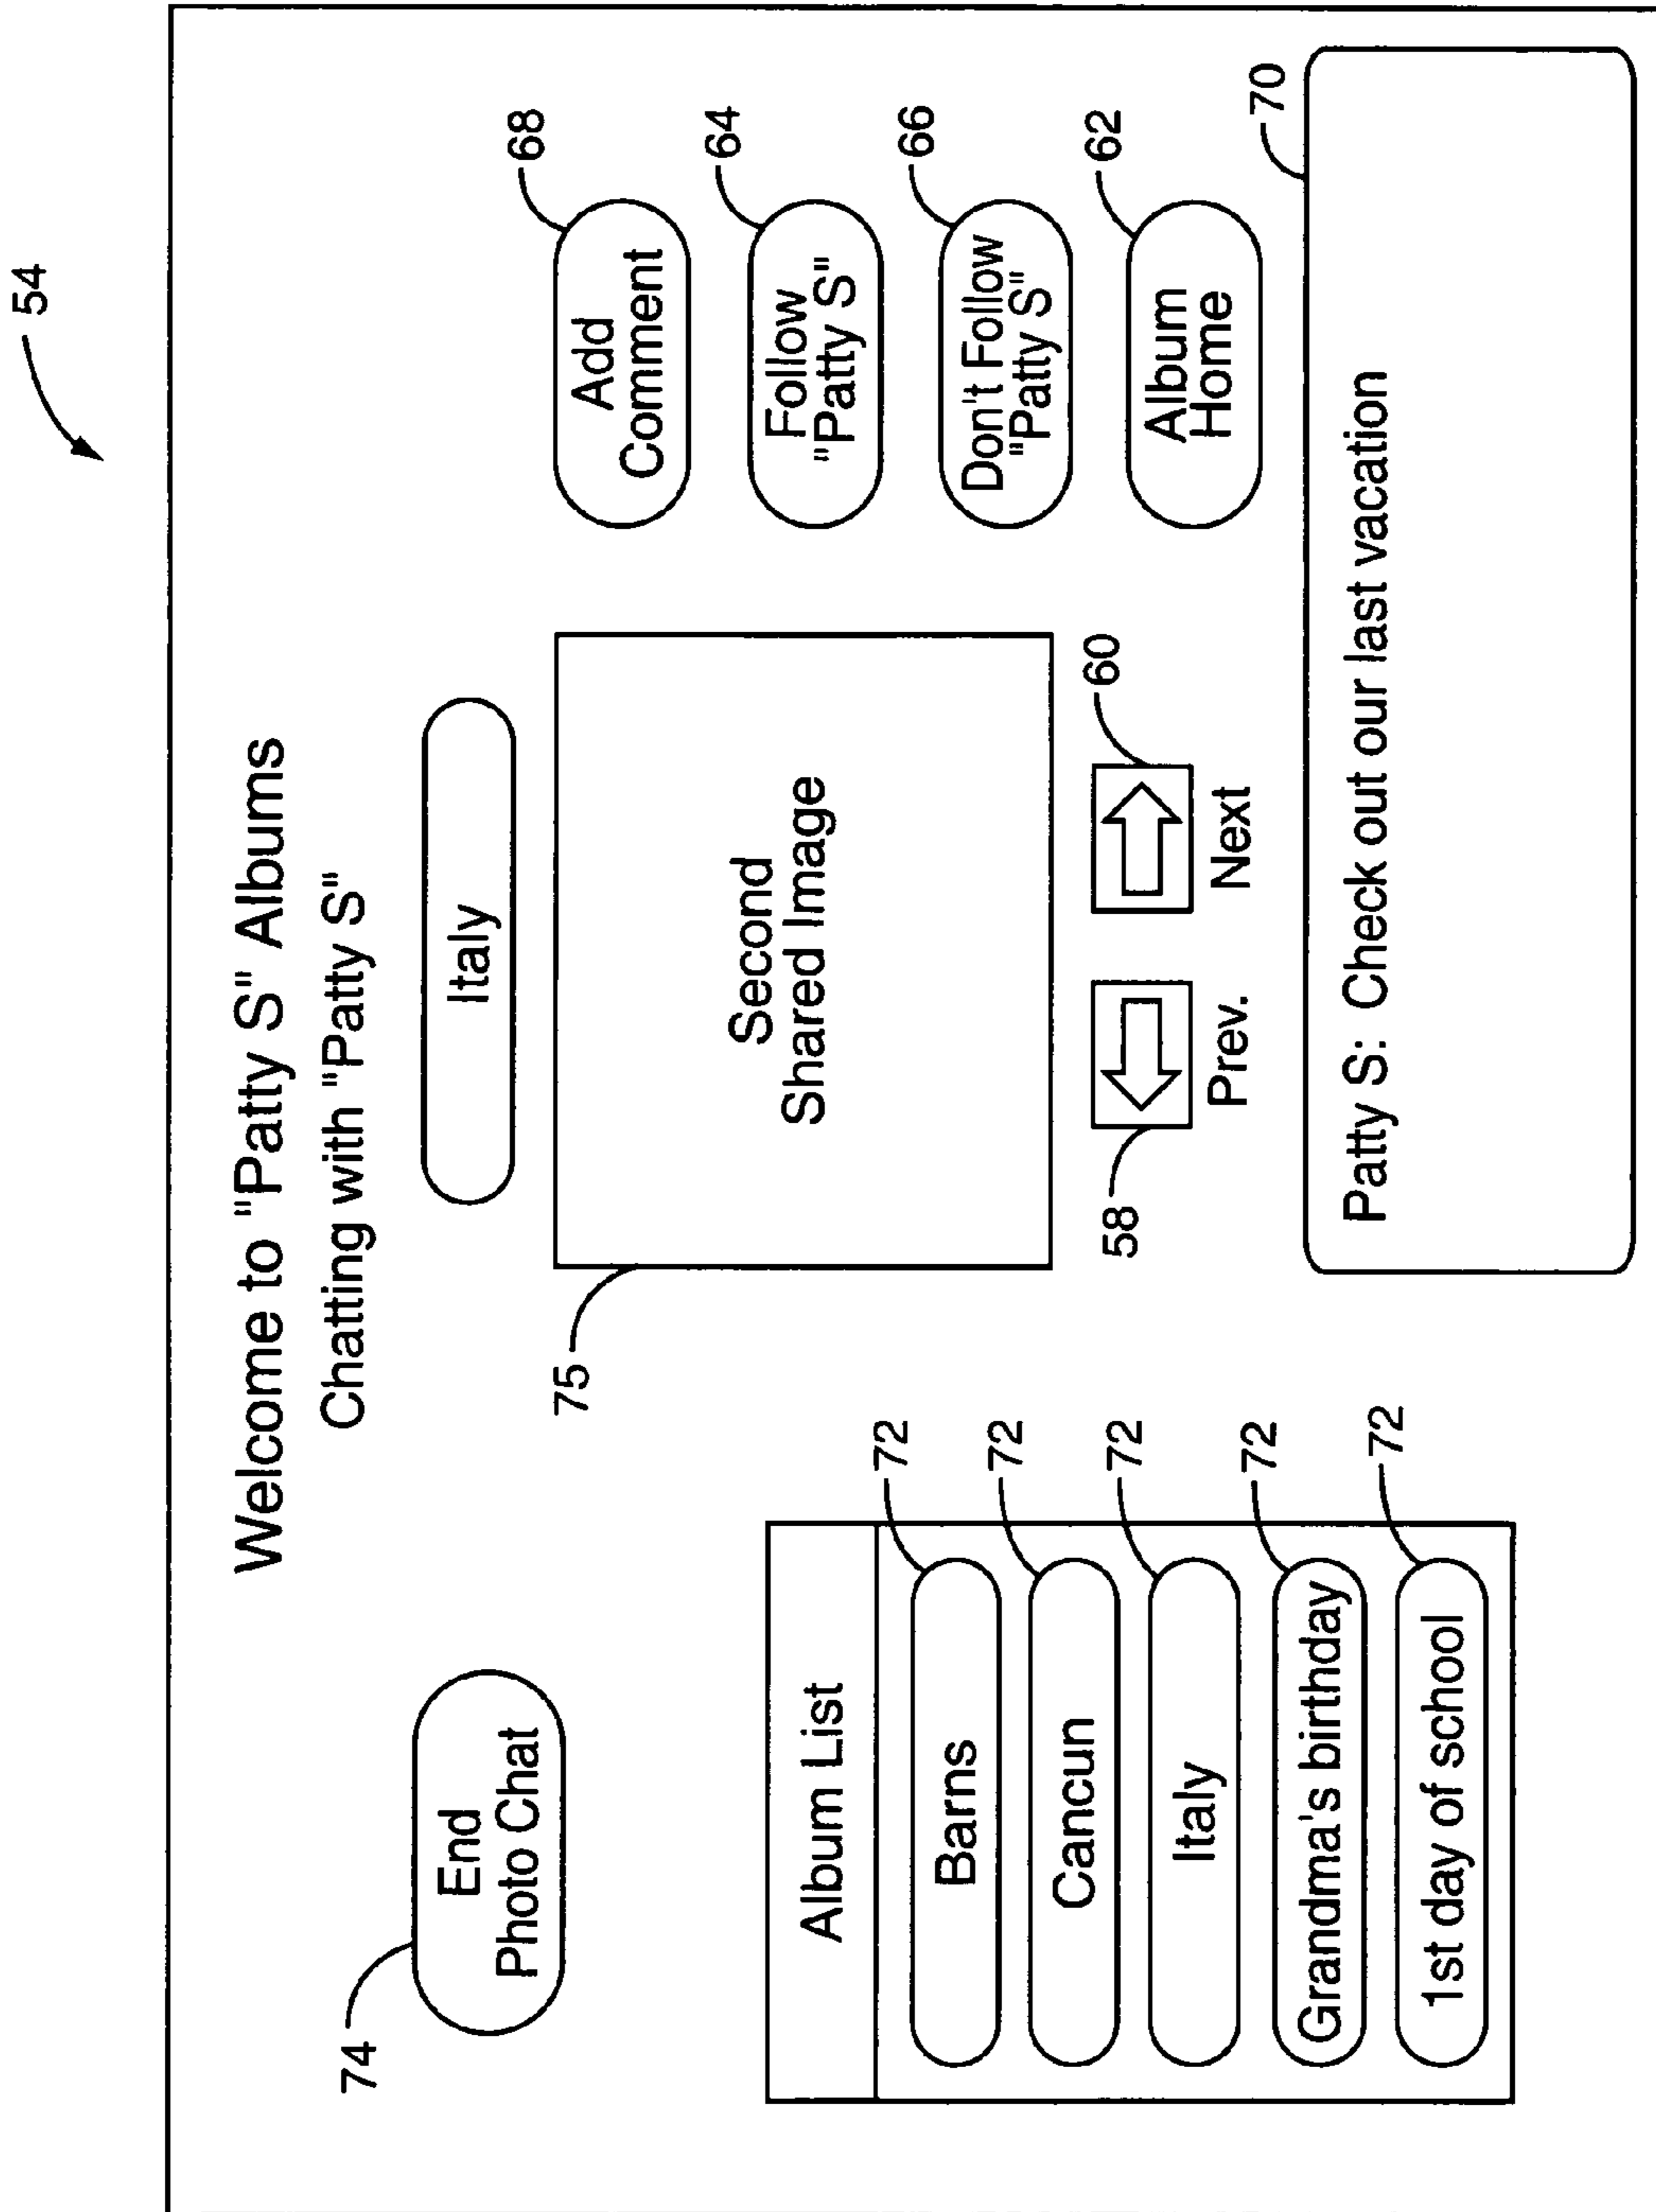 54
Welcome to "Patty S" Albums
Chatting with "Patty S"
74
End
Photo Chat
Italy
75
Second
Shared Image
68
Add
Comment
64
Follow
"Patty S"
66
Don't Follow
"Patty S"
62
Album
Home
Album List
72
Barns
72
Cancun
72
Italy
72
Grandma's birthday
72
1st day of school
58
Prev.
60
Next
70
Patty S: Check out our last vacation